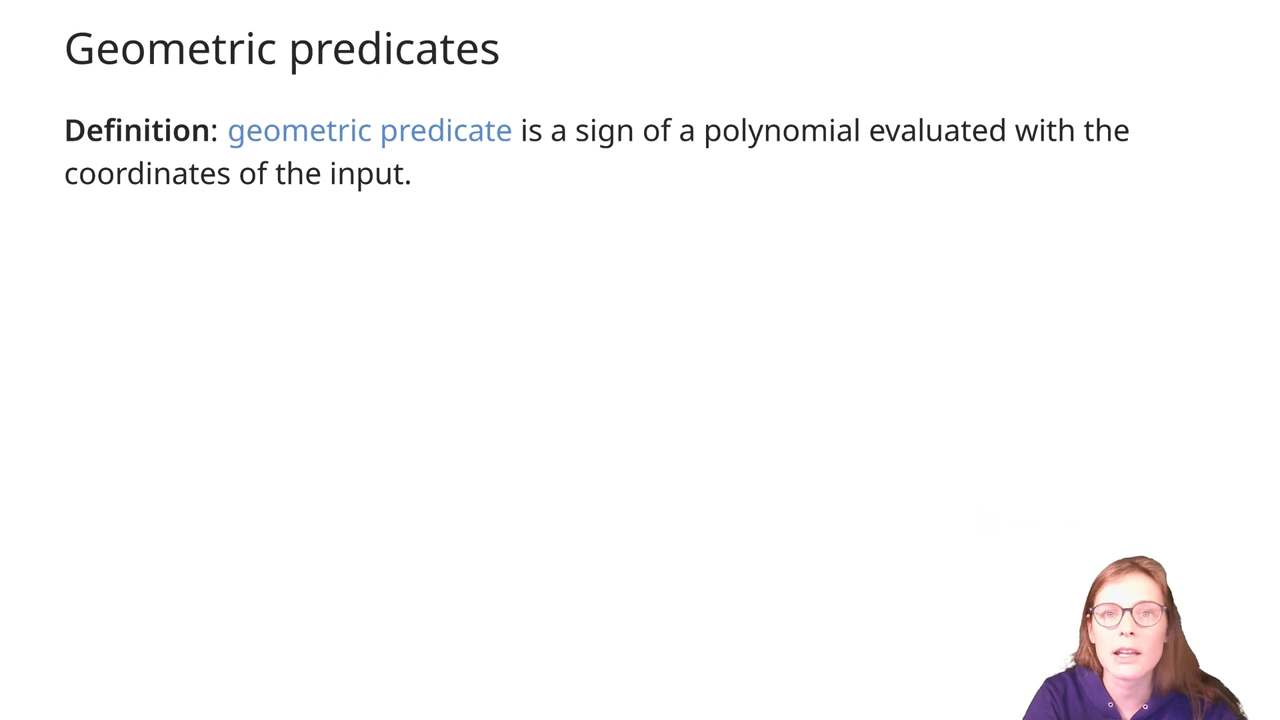 Geometric predicates
Definition: geometric predicate is a sign of a polynomial evaluated with the
coordinates of the input.